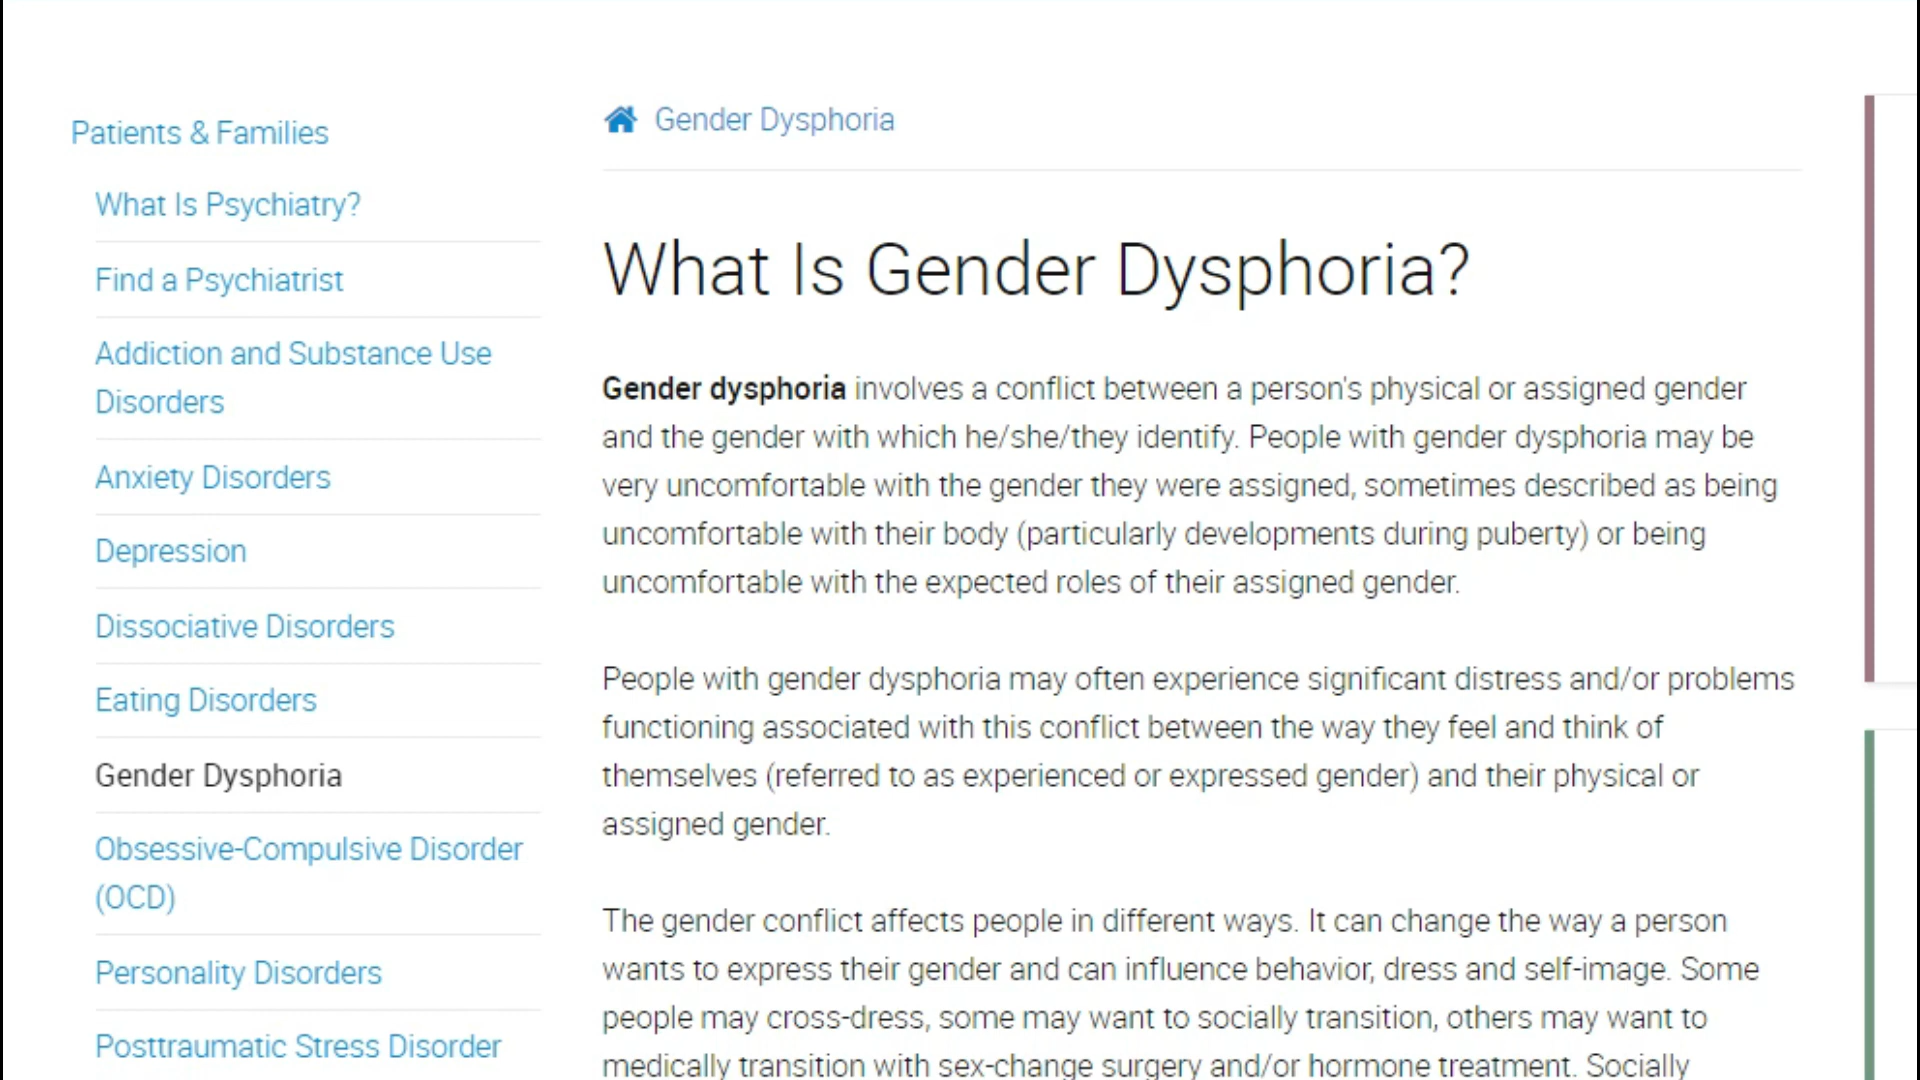 Patients & Families
What Is Psychiatry?
Find a Psychiatrist
Addiction and Substance Use
Disorders
Anxiety Disorders
Depression
Dissociative Disorders
Eating Disorders
Gender Dysphoria
Obsessive-Compulsive Disorder
(OCD)
Personality Disorders
Posttraumatic Stress Disorder
Gender Dysphoria
What Is Gender Dysphoria?
Gender dysphoria involves a conflict between a person's physical or assigned gender
and the gender with which he/she/they identify. People with gender dysphoria may be
very uncomfortable with the gender they were assigned, sometimes described as being
uncomfortable with their body (particularly developments during puberty) or being
uncomfortable with the expected roles of their assigned gender.
People with gender dysphoria may often experience significant distress and/or problems
functioning associated with this conflict between the way they feel and think of
themselves (referred to as experienced or expressed gender) and their physical or
assigned gender.
The gender conflict affects people in different ways. It can change the way a person
wants to express their gender and can influence behavior, dress and self-image. Some
people may cross-dress, some may want to socially transition, others may want to
medically transition with sex-change surgery and/or hormone treatment. Socially